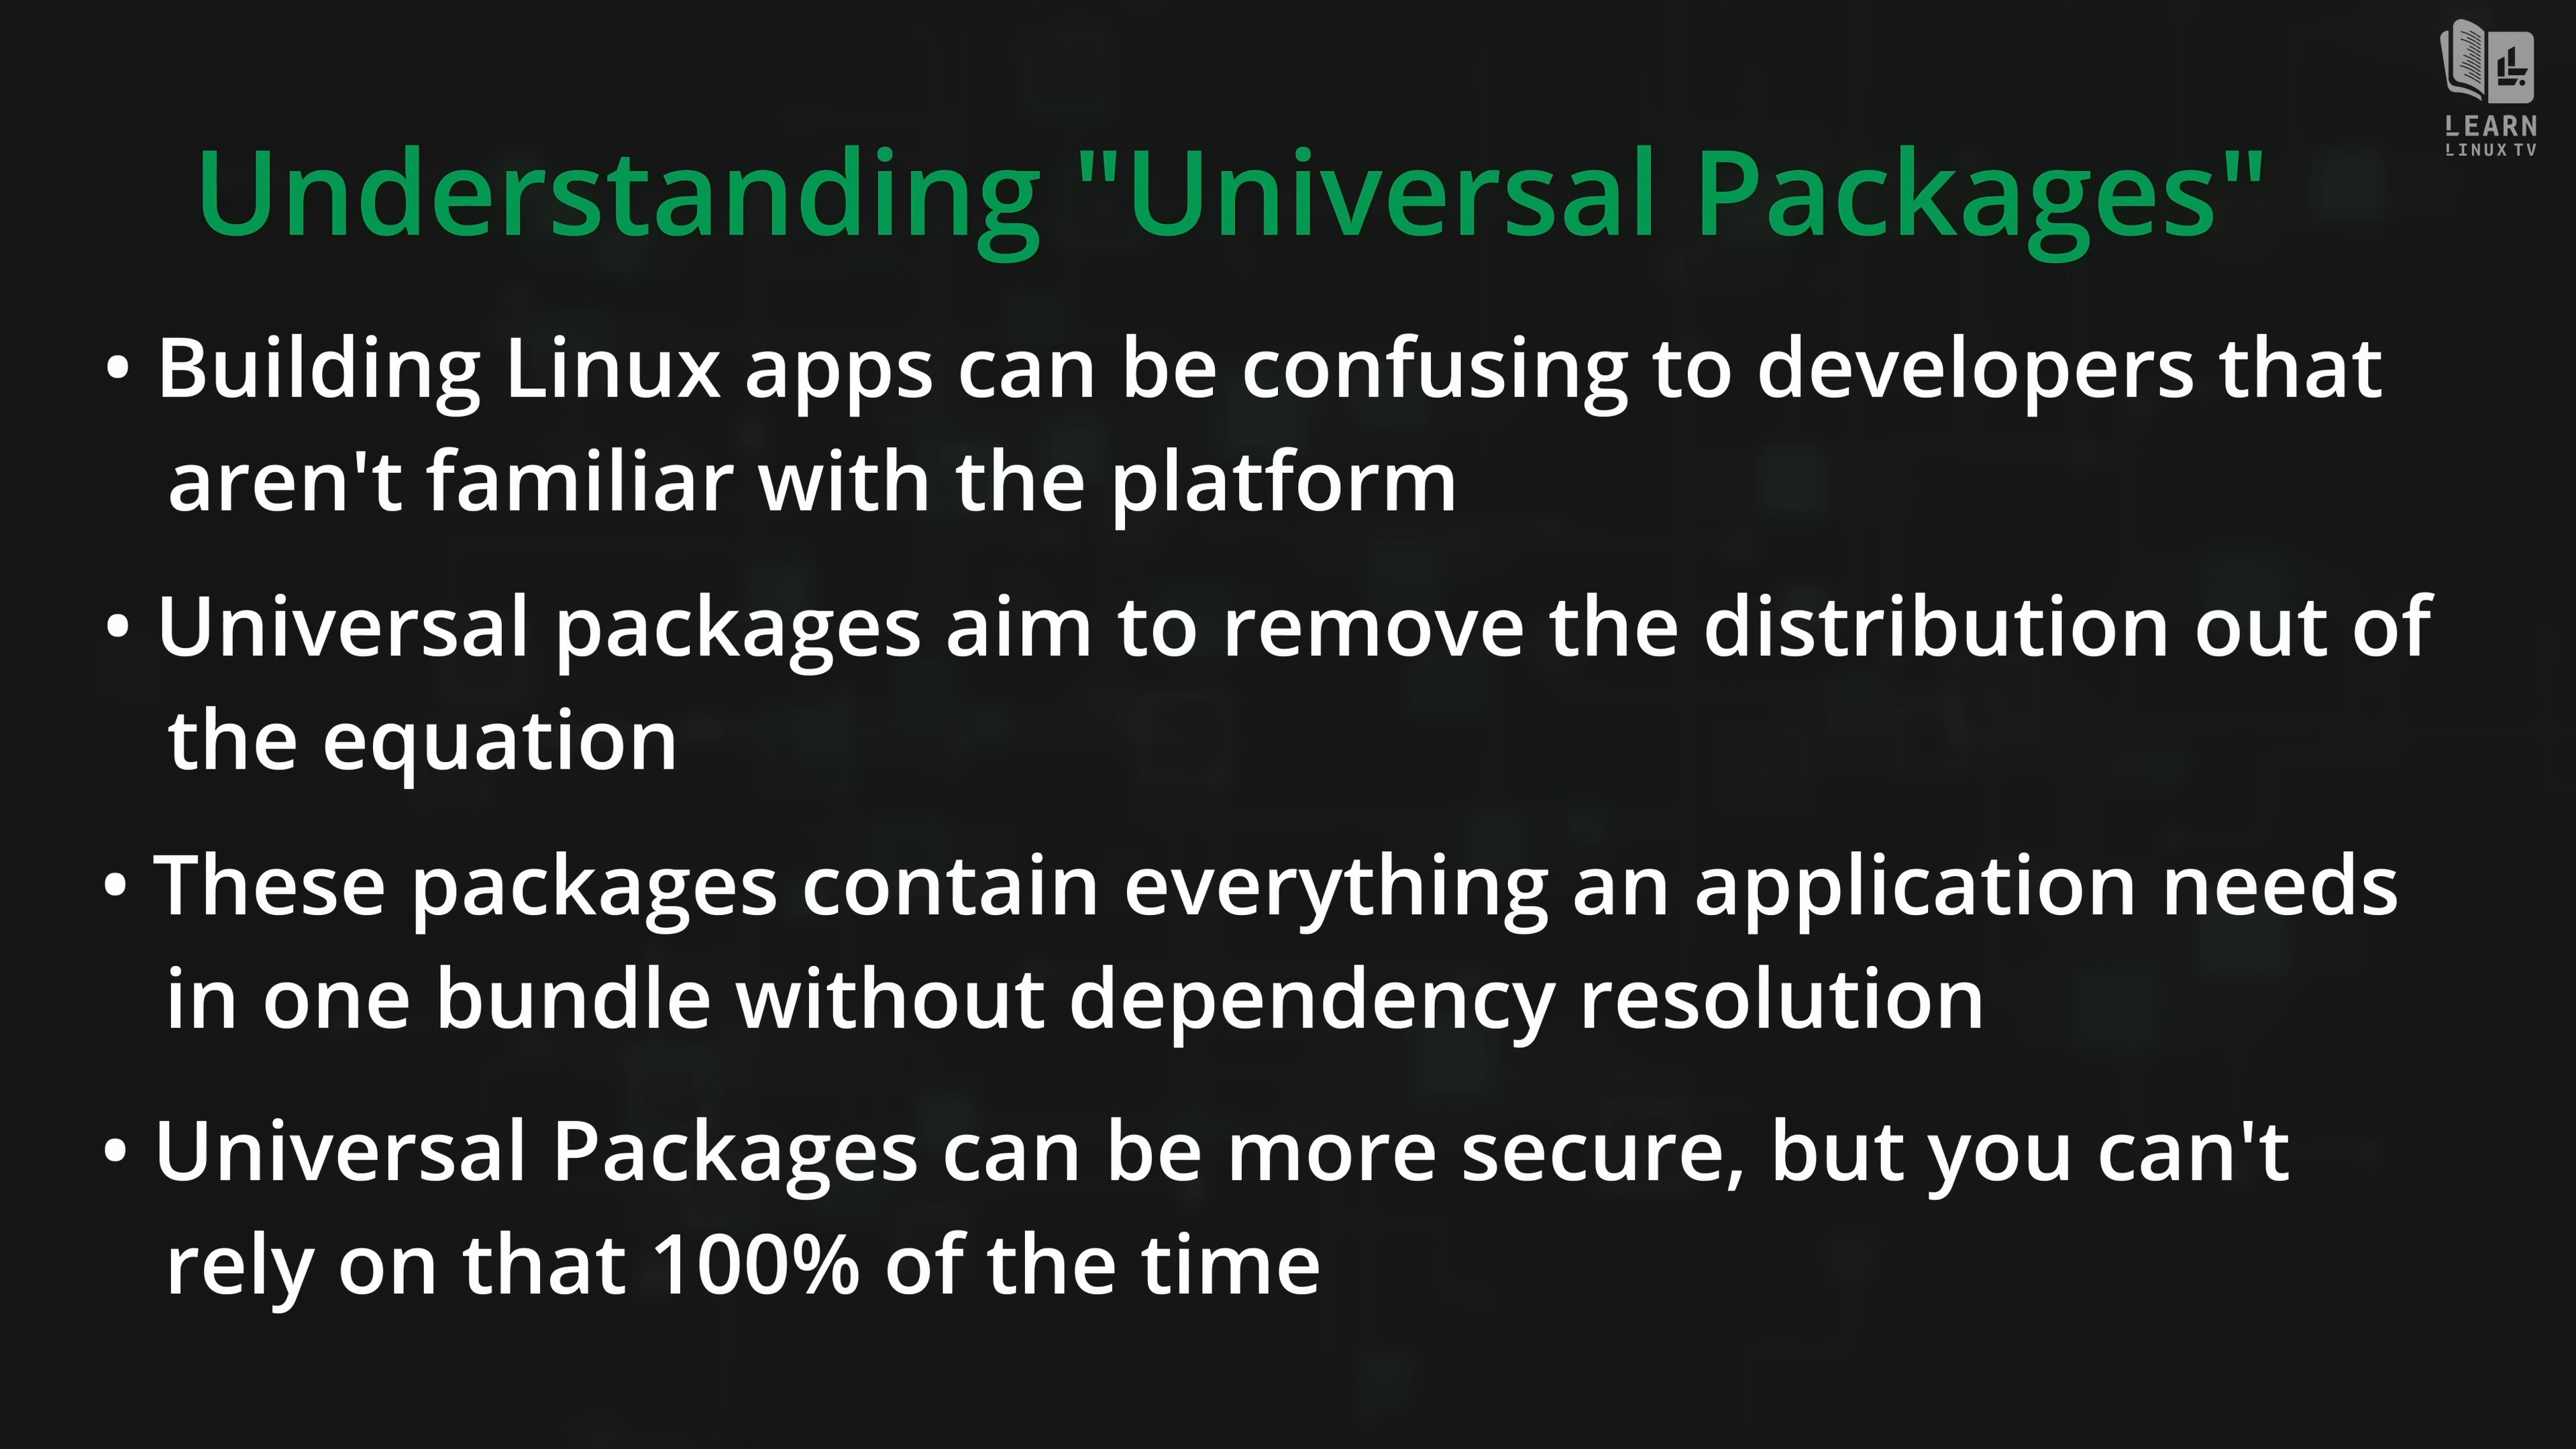 LEARN
LINUX TV
Understanding "Universal Packages"
• Building Linux apps can be confusing to developers that
aren't familiar with the platform
• Universal packages aim to remove the distribution out of
the equation
• These packages contain everything an application needs
in one bundle without dependency resolution
• Universal Packages can be more secure, but you can't
rely on that 100% of the time